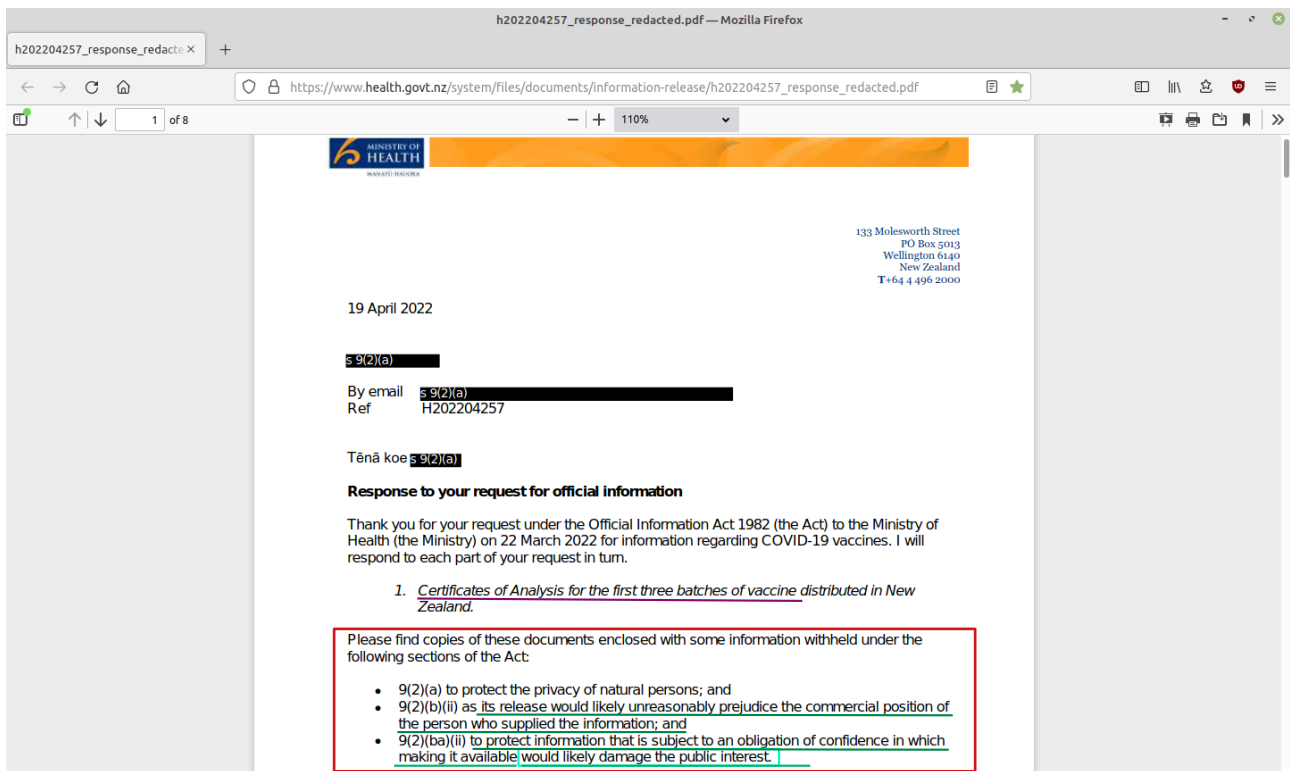 h202204257_response_redacted.pdf — Mozilla Firefox
h202204257_response_redacte
https://www.health.govt.nz/system/files/documents/information-release/h202204257_response_redacted.pdf
1 of 8
110%
MINISTRY OF
HEALTH
MANATŪ HAUORA
133 Molesworth Street
PO Box 5013
Wellington 6140
New Zealand
T+64 4 496 2000
19 April 2022
s 9(2)(a)
By email s 9(2)(a)
Ref H202204257
Tēnā koe s 9(2)(a)
Response to your request for official information
Thank you for your request under the Official Information Act 1982 (the Act) to the Ministry of
Health (the Ministry) on 22 March 2022 for information regarding COVID-19 vaccines. I will
respond to each part of your request in turn.
1. Certificates of Analysis for the first three batches of vaccine distributed in New
Zealand.
Please find copies of these documents enclosed with some information withheld under the
following sections of the Act:
• 9(2)(a) to protect the privacy of natural persons; and
• 9(2)(b)(ii) as its release would likely unreasonably prejudice the commercial position of
the person who supplied the information; and
• 9(2)(ba)(ii) to protect information that is subject to an obligation of confidence in which
making it available would likely damage the public interest.